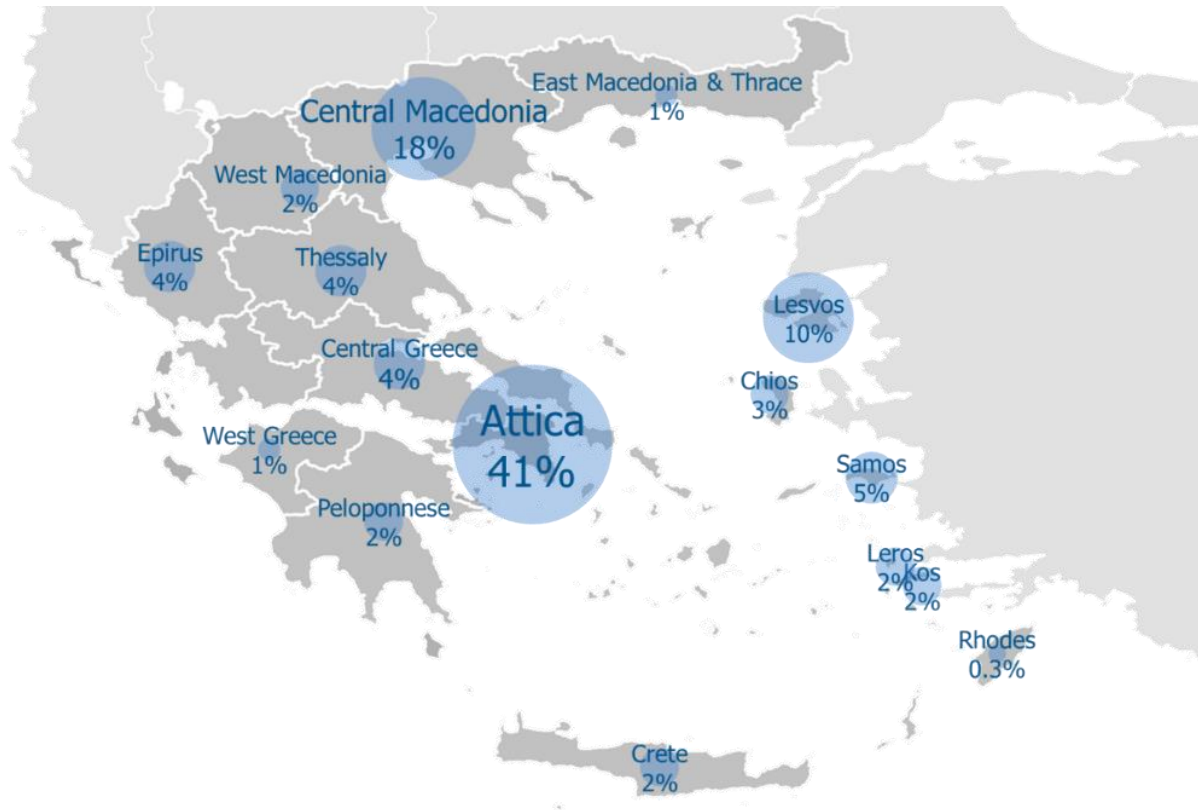 East Macedonia & Thrace
1%
Central Macedonia
18%
West Macedonia
2%
Epirus
4%
Thessaly
4%
Lesvos
10%
Central Greece
4%
Chios
3%
Attica
41%
West Greece
1%
Samos
5%
Peloponnese
2%
Leros
2%
Kos
2%
Rhodes
0.3%
Crete
2%